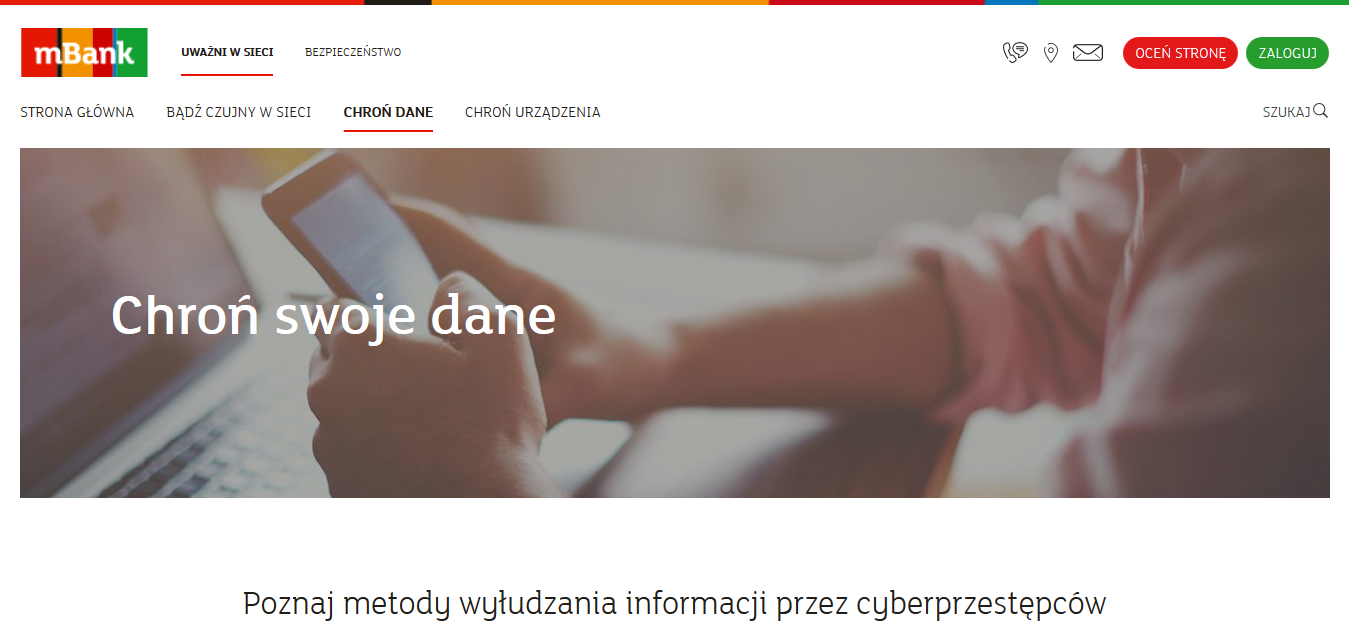 mBank
UWAŻNI W SIECI
BEZPIECZEŃSTWO
OCEŃ STRONĘ
ZALOGUJ
STRONA GŁÓWNA
BĄDŹ CZUJNY W SIECI
CHROŃ DANE
CHROŃ URZĄDZENIA
SZUKAJ
Chroń swoje dane
Poznaj metody wyłudzania informacji przez cyberprzestępców